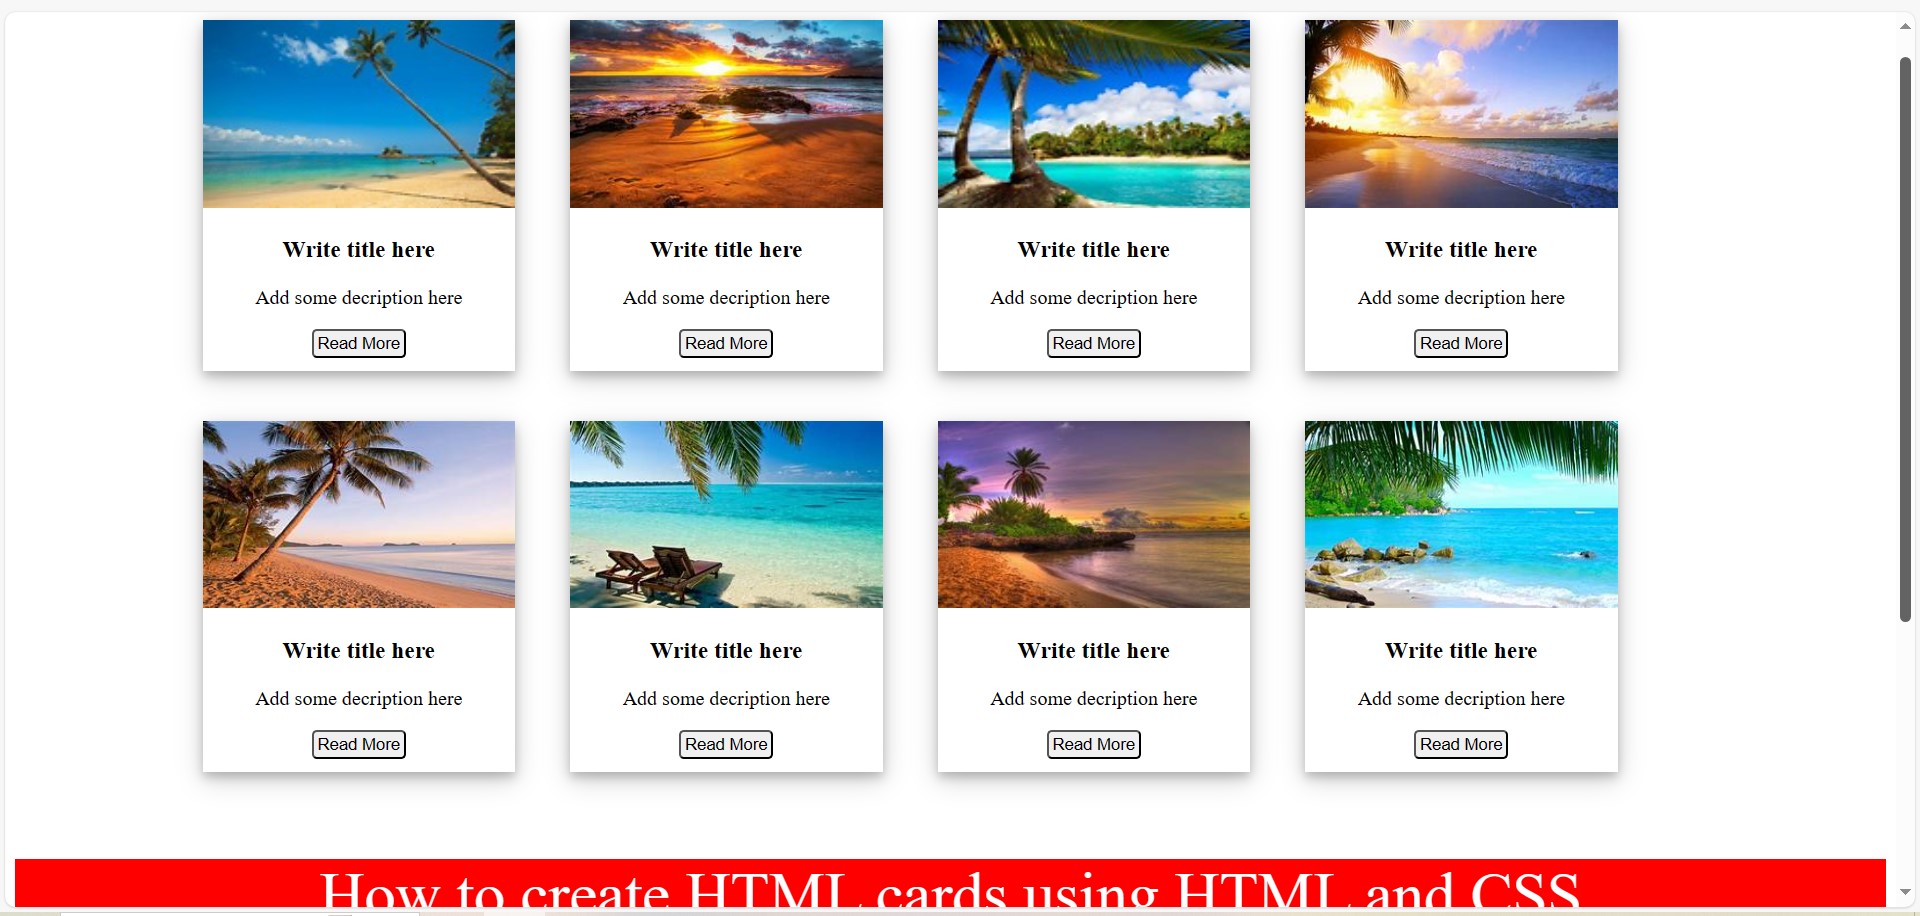 Write title here Write title here Write title here Write title here
Add some decription here Add some decription here Add some decription here Add some decription here
Read More Read More Read More Read More
Write title here Write title here Write title here Write title here
Add some decription here Add some decription here Add some decription here Add some decription here
Read More Read More Read More Read More
How to create HTML cards using HTML and CSS